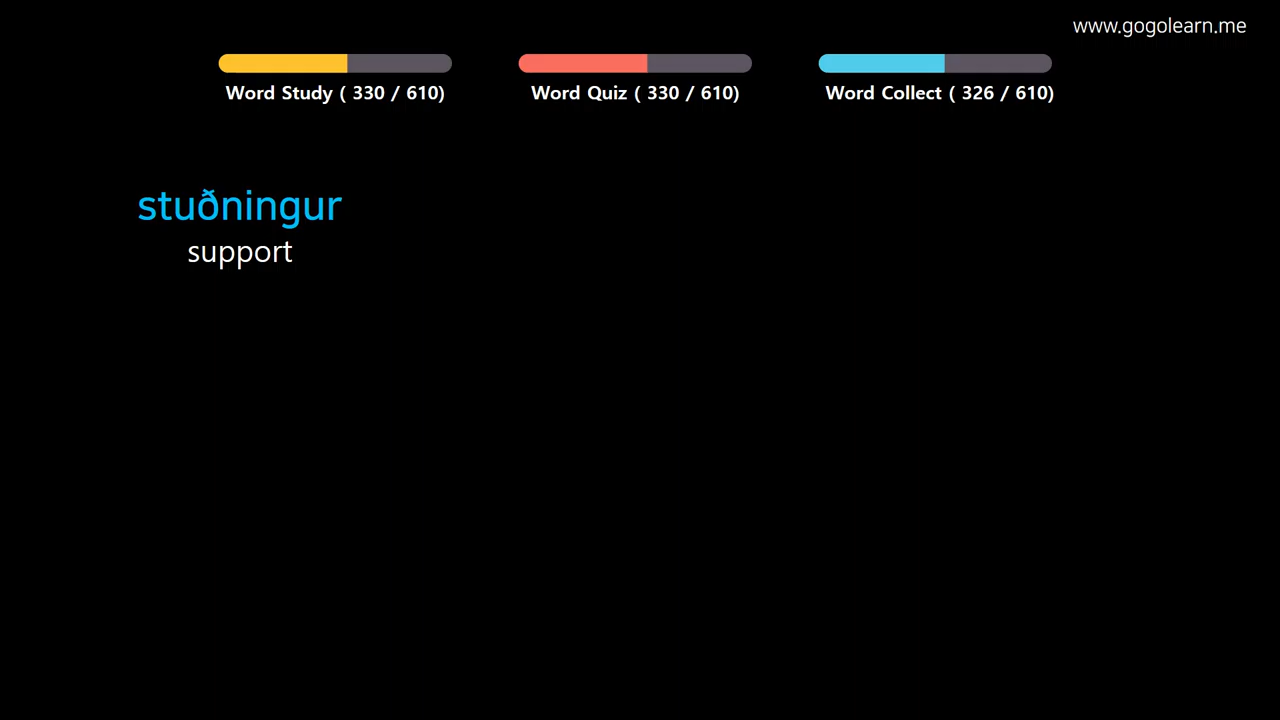 www.gogolearn.me
Word Study ( 330 / 610)
Word Quiz ( 330 / 610)
Word Collect ( 326 / 610)
stuðningur
support